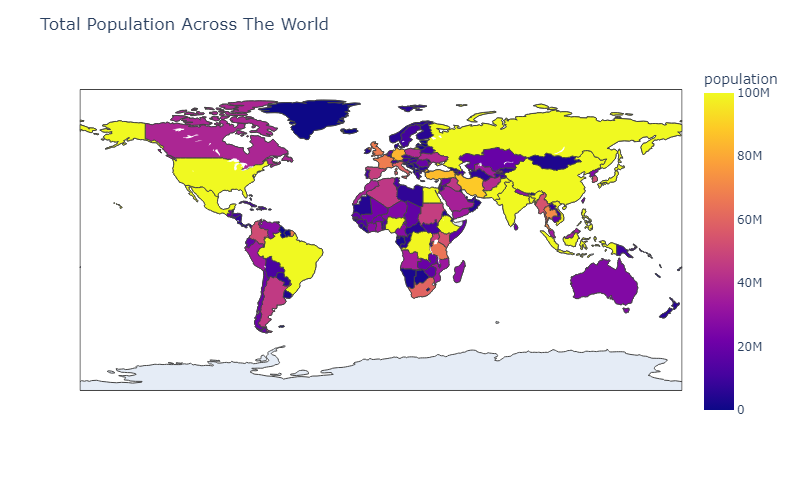 Total Population Across The World
population
100M
80M
60M
40M
20M
0